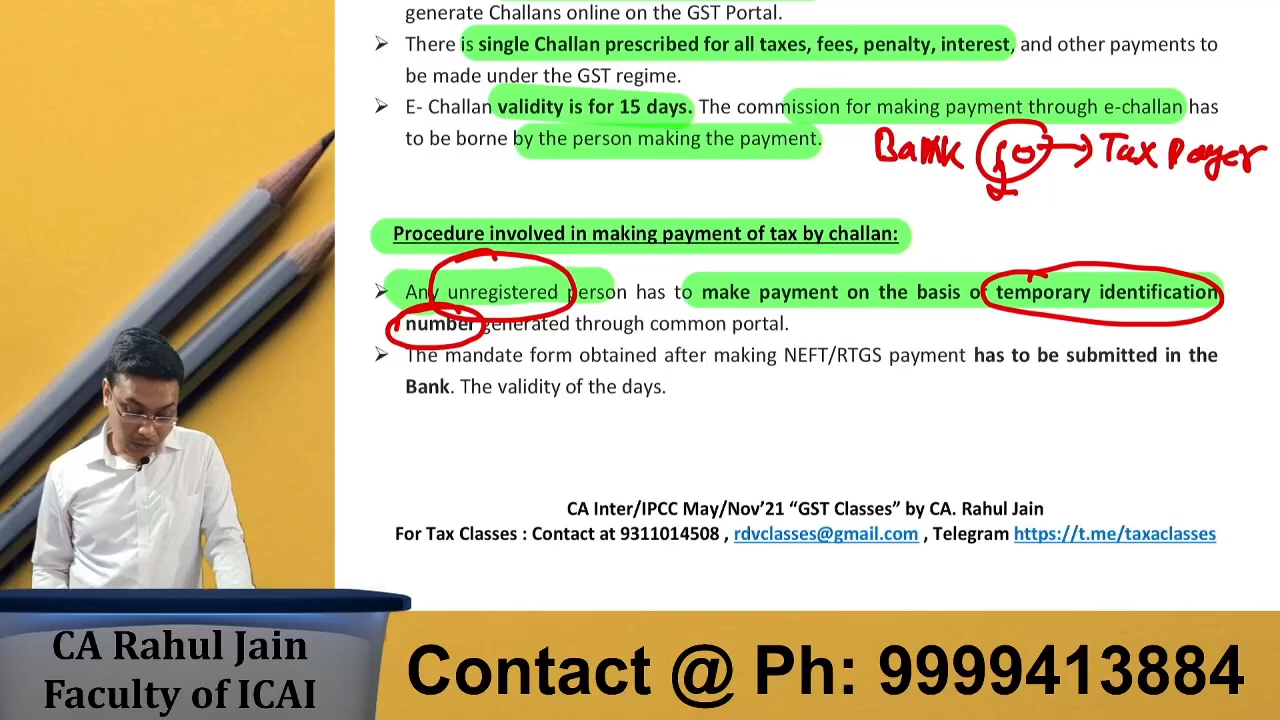 generate Challans online on the GST Portal.
➢ There is single Challan prescribed for all taxes, fees, penalty, interest, and other payments to
be made under the GST regime.
➢ E- Challan validity is for 15 days. The commission for making payment through e-challan has
to be borne by the person making the payment.
Bank → Tax Payer
Procedure involved in making payment of tax by challan:
➢ Any unregistered person has to make payment on the basis of temporary identification
number generated through common portal.
➢ The mandate form obtained after making NEFT/RTGS payment has to be submitted in the
Bank. The validity of the days.
CA Inter/IPCC May/Nov'21 “GST Classes” by CA. Rahul Jain
For Tax Classes : Contact at 9311014508 , rdvclasses@gmail.com , Telegram https://t.me/taxaclasses
CA Rahul Jain
Faculty of ICAI
Contact @ Ph: 9999413884